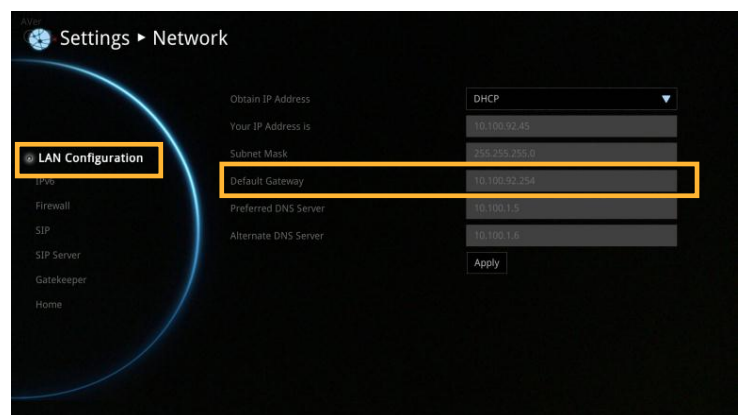 AVer
Settings ▸ Network
Obtain IP Address DHCP
Your IP Address is 10.100.92.45
LAN Configuration
Subnet Mask 255.255.255.0
IPv6
Default Gateway 10.100.92.254
Firewall
Preferred DNS Server 10.100.1.5
SIP
Alternate DNS Server 10.100.1.6
SIP Server
Apply
Gatekeeper
Home